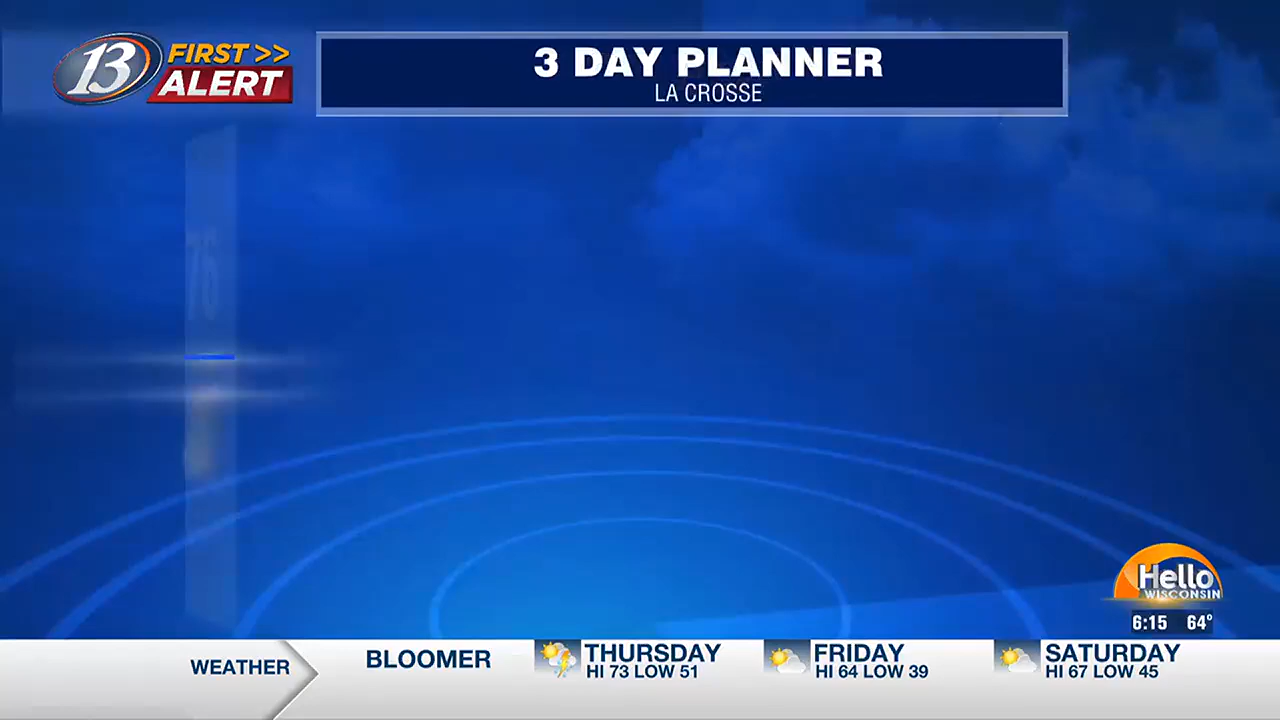 13 FIRST >>
ALERT
3 DAY PLANNER
LA CROSSE
Hello
WISCONSIN
6:15 64°
WEATHER
BLOOMER
THURSDAY
HI 73 LOW 51
FRIDAY
HI 64 LOW 39
SATURDAY
HI 67 LOW 45